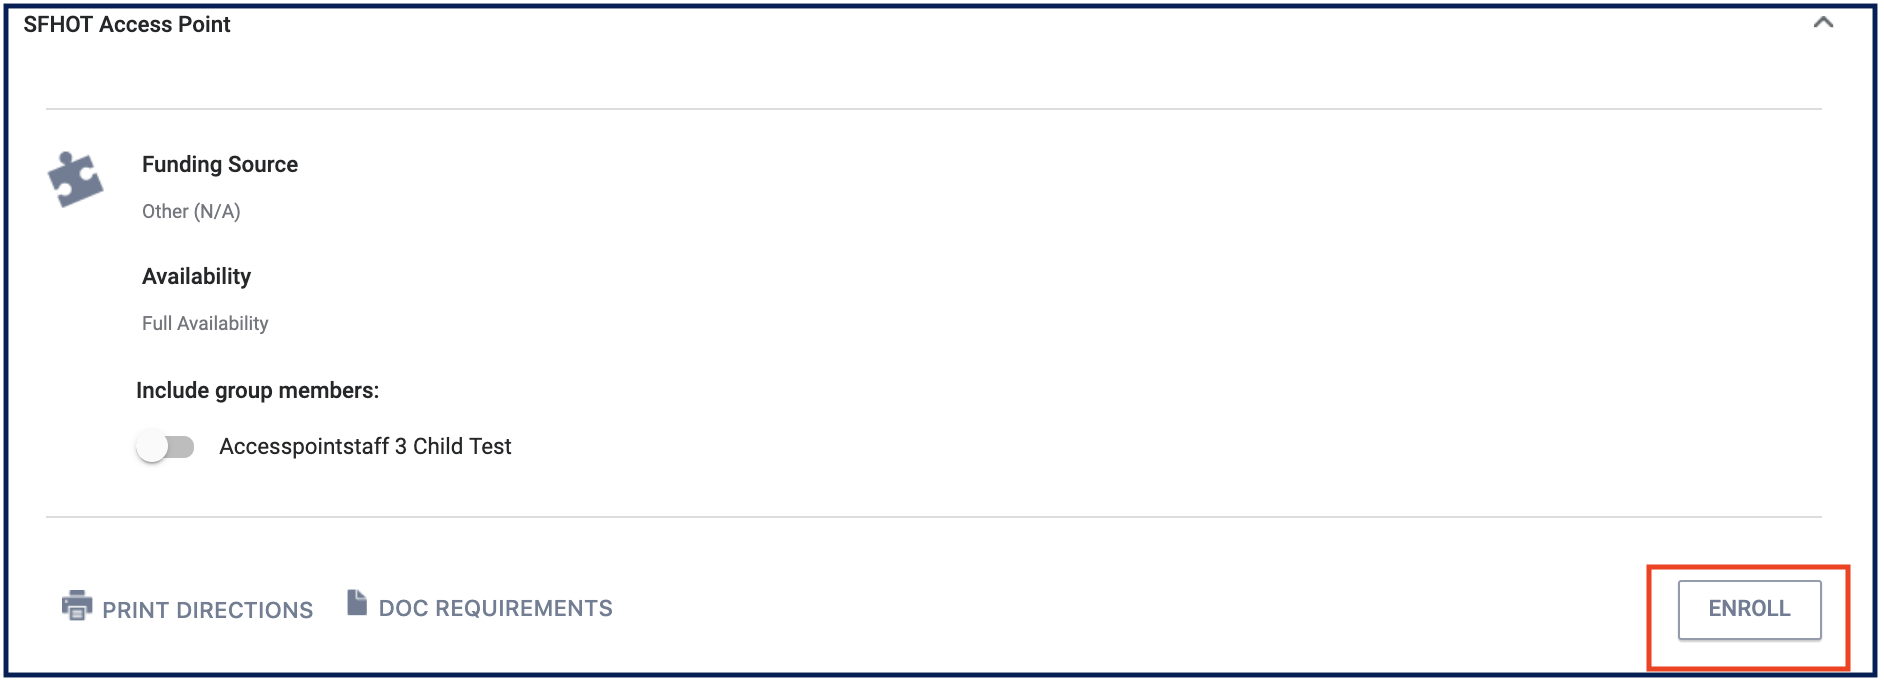 SFHOT Access Point
Funding Source
Other (N/A)
Availability
Full Availability
Include group members:
Accesspointstaff 3 Child Test
PRINT DIRECTIONS
DOC REQUIREMENTS
ENROLL